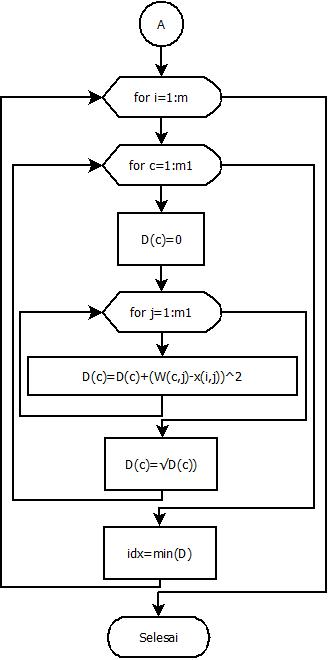 A
for i=1:m
for c=1:m1
D(c)=0
for j=1:m1
D(c)=D(c)+(W(c,j)-x(i,j))^2
D(c)=√D(c))
idx=min(D)
Selesai